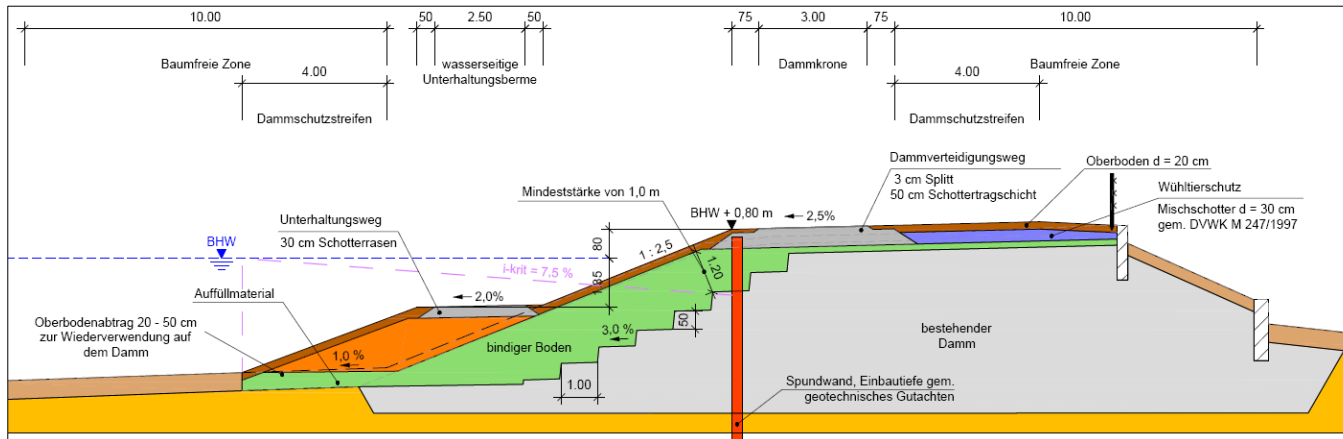 10.00
50
2.50
50
75
3.00
75
10.00
Baumfreie Zone
wasserseitige
Unterhaltungsberme
Dammkrone
Baumfreie Zone
4.00
4.00
Dammschutzstreifen
Dammschutzstreifen
Dammverteidigungsweg
3 cm Splitt
50 cm Schottertragschicht
Oberboden d = 20 cm
Wühltierschutz
Mischschotter d = 30 cm
gem. DVWK M 247/1997
Mindeststärke von 1,0 m
BHW + 0,80 m
2,5%
Unterhaltungsweg
30 cm Schotterrasen
BHW
80
1 : 2,5
1.20
i-krit = 7,5 %
1.35
2,0%
Auffüllmaterial
Oberbodenabtrag 20 - 50 cm
zur Wiederverwendung auf
dem Damm
1,0 %
bindiger Boden
3,0 %
50
bestehender
Damm
1.00
Spundwand, Einbautiefe gem.
geotechnisches Gutachten